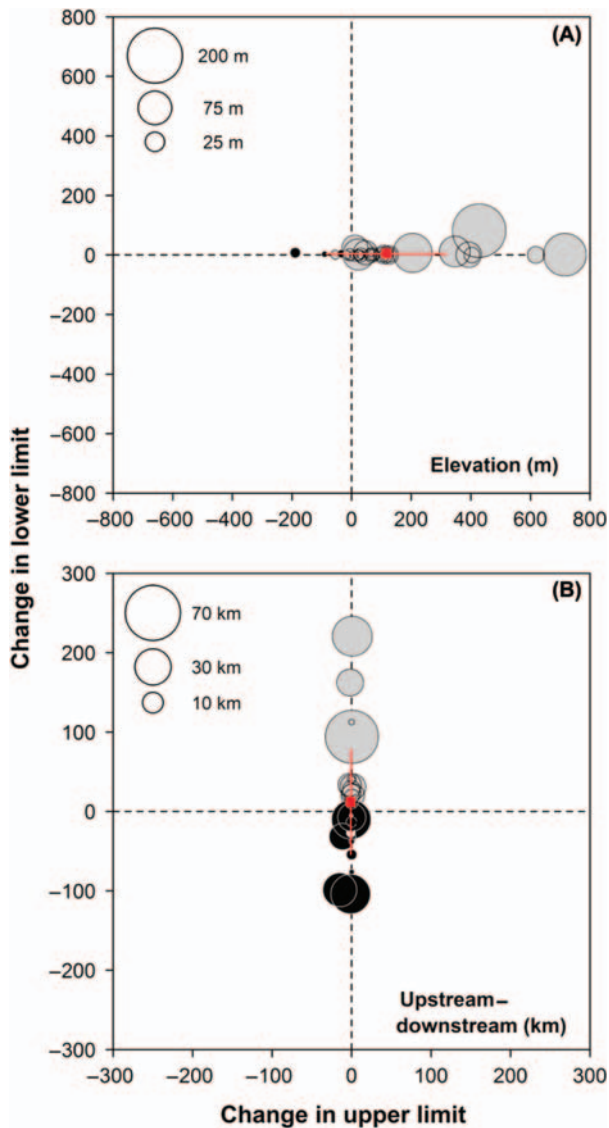 (A)
200 m
75 m
25 m
800
600
400
200
0
−200
−400
−600
−800
Elevation (m)
−800 −600 −400 −200 0 200 400 600 800
Change in lower limit
(B)
70 km
30 km
10 km
300
200
100
0
−100
−200
−300
Upstream–
downstream (km)
−300 −200 −100 0 100 200 300
Change in upper limit